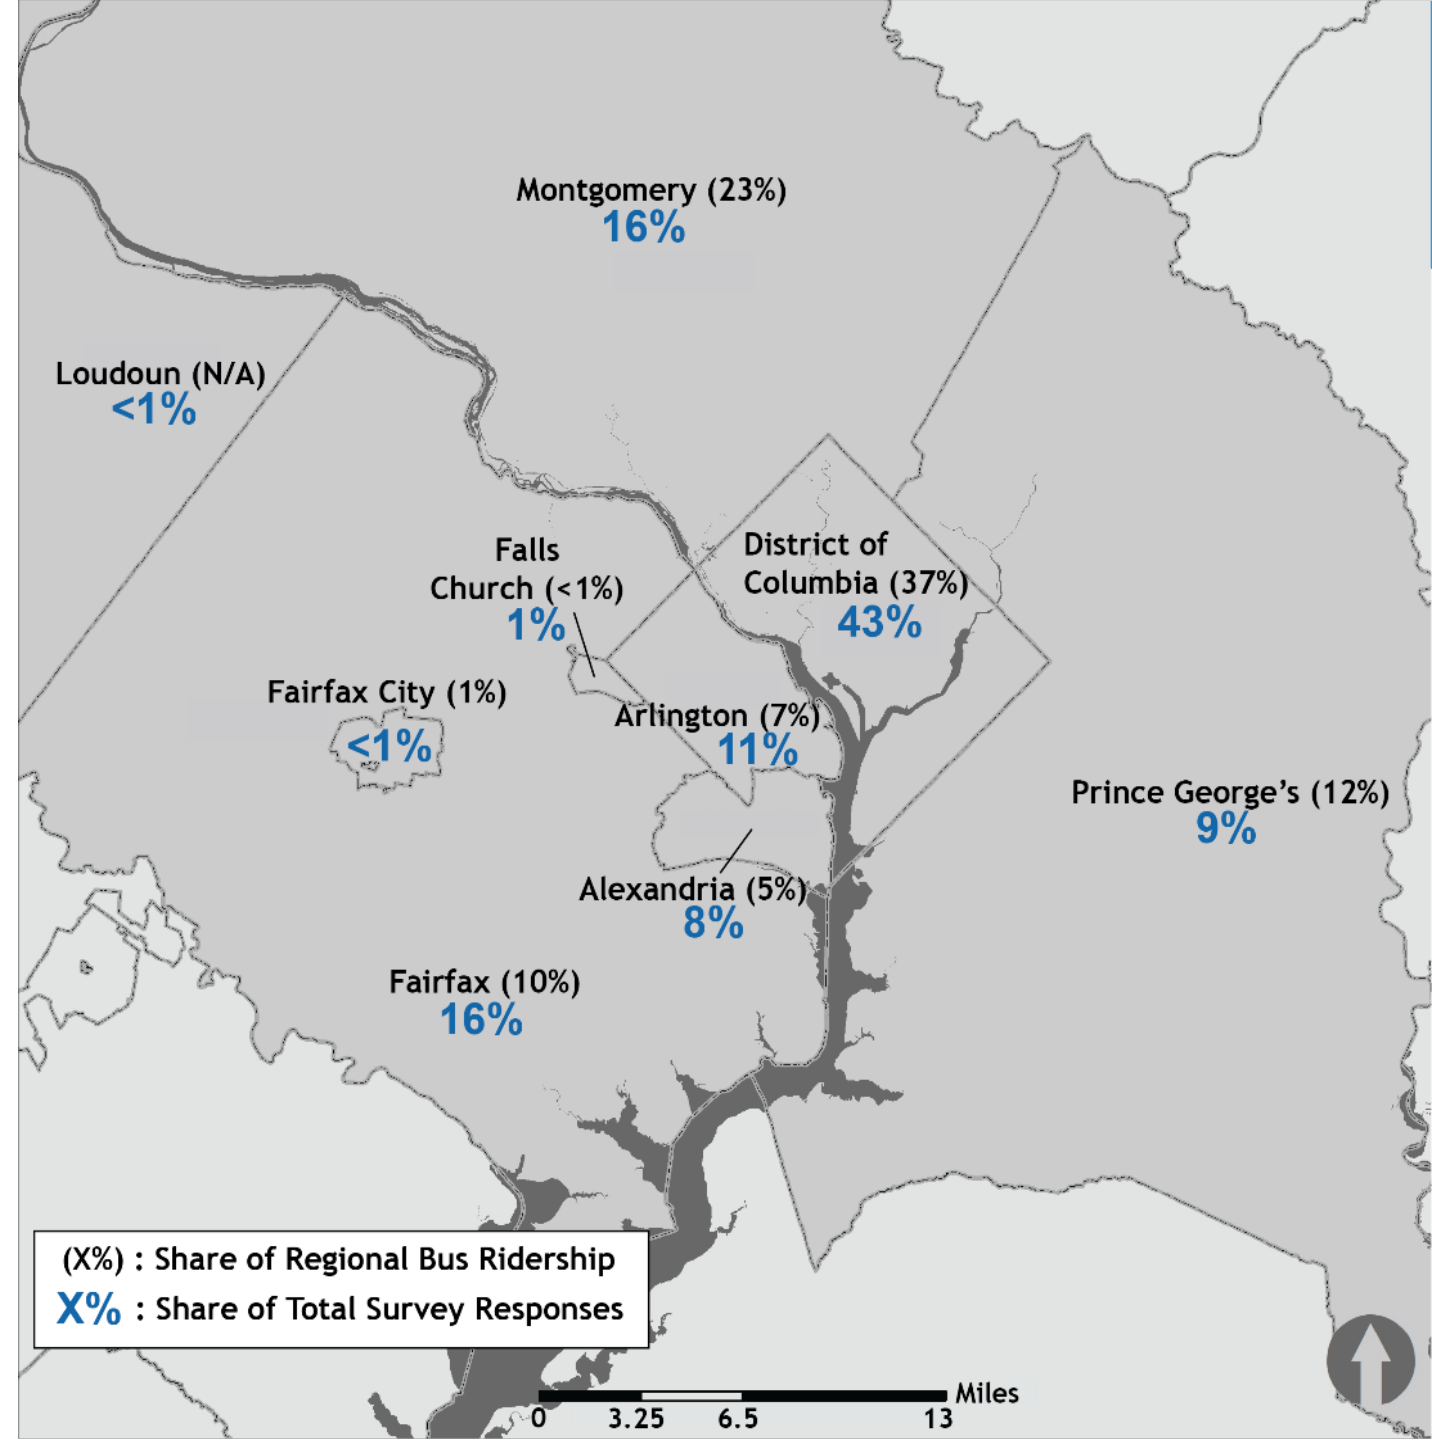 Montgomery (23%)
16%
Loudoun (N/A)
<1%
Falls
Church (<1%)
1%
District of
Columbia (37%)
43%
Fairfax City (1%)
<1%
Arlington (7%)
11%
Prince George’s (12%)
9%
Alexandria (5%)
8%
Fairfax (10%)
16%
(X%) : Share of Regional Bus Ridership
X% : Share of Total Survey Responses
Miles
0 3.25 6.5 13